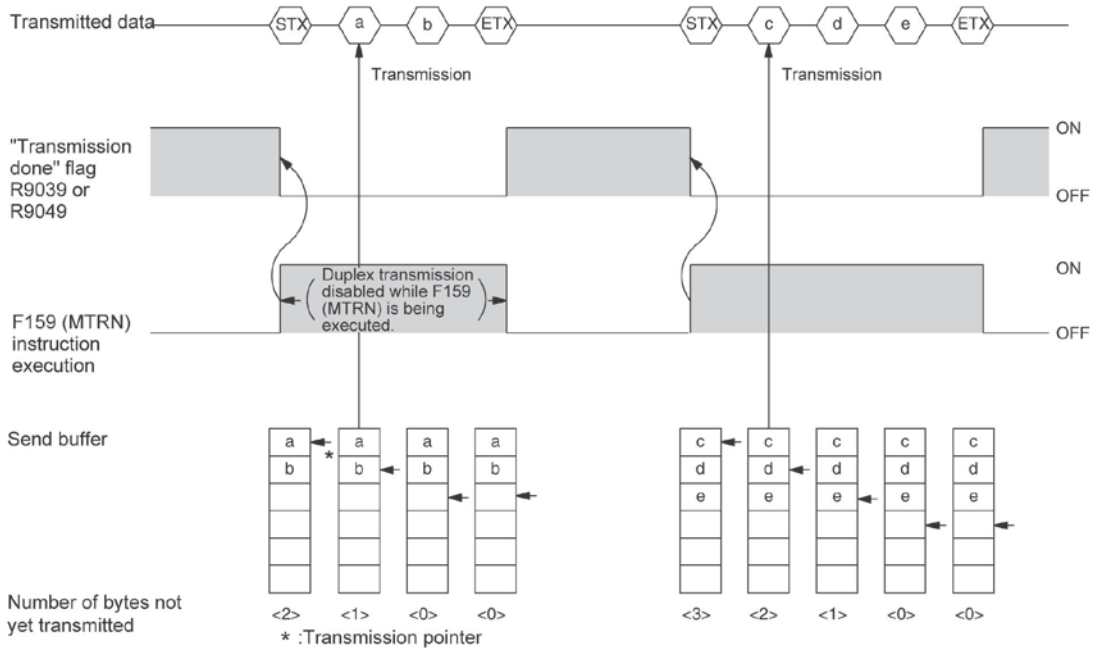 Transmitted data STX a b ETX STX c d e ETX
Transmission Transmission
"Transmission
done" flag
R9039 or
R9049
ON
OFF
Duplex transmission
disabled while F159
(MTRN) is being
executed.
F159 (MTRN)
instruction
execution
ON
OFF
Send buffer
a a a a c c c c c
* b b b b d d d d d
e e e e e
Number of bytes not
yet transmitted
<2> <1> <0> <0> <3> <2> <1> <0> <0>
* :Transmission pointer